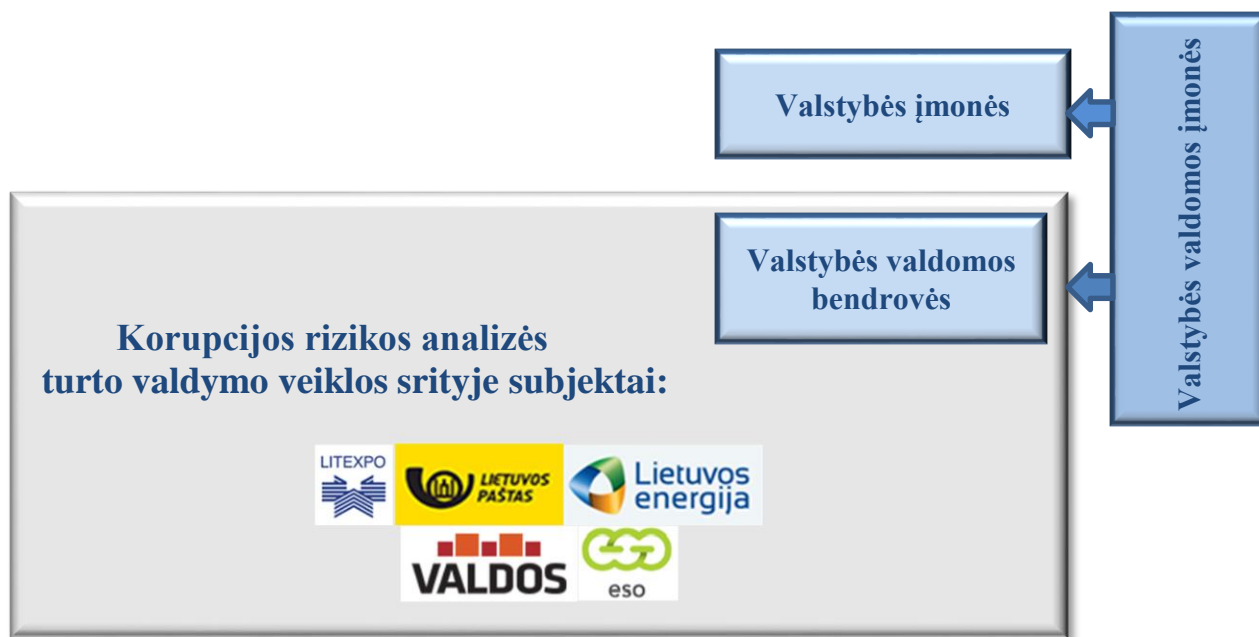 Valstybės įmonės
Valstybės valdomos įmonės
Valstybės valdomos
bendrovės
Korupcijos rizikos analizės
turto valdymo veiklos srityje subjektai:
LITEXPO
LIETUVOS
PAŠTAS
Lietuvos
energija
VALDOS
eso